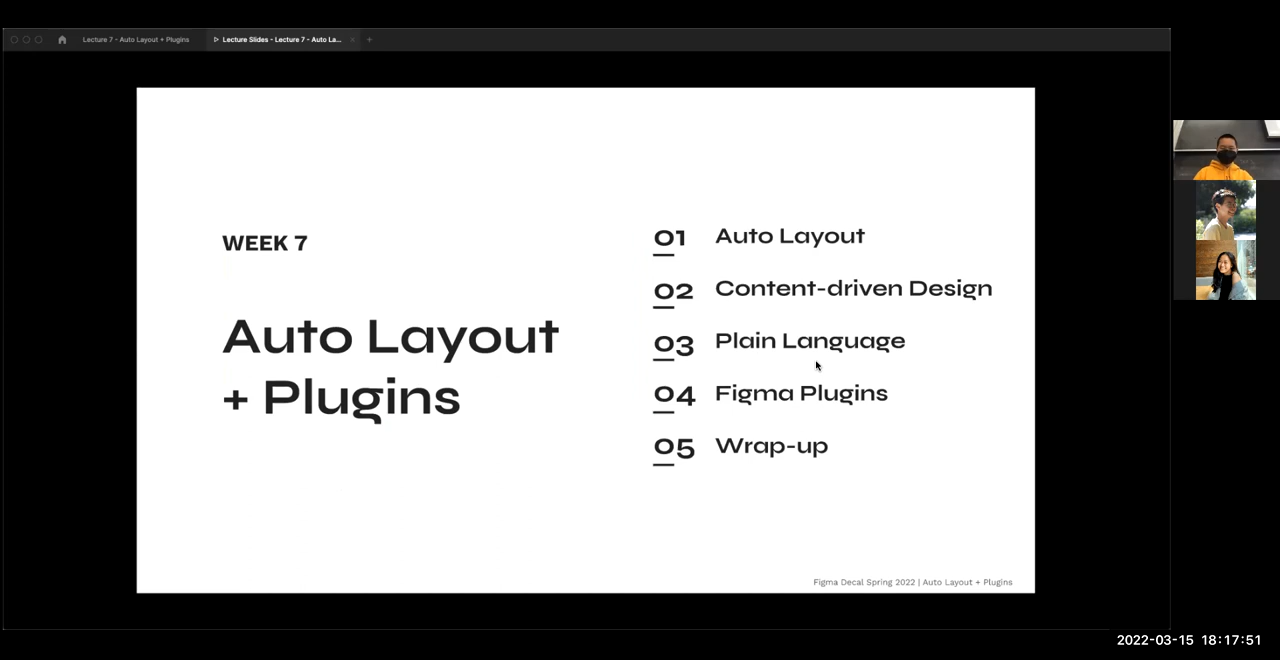 Lecture 7 - Auto Layout + Plugins
Lecture Slides - Lecture 7 - Auto La...
WEEK 7
Auto Layout
+ Plugins
01 Auto Layout
02 Content-driven Design
03 Plain Language
04 Figma Plugins
05 Wrap-up
Figma Decal Spring 2022 | Auto Layout + Plugins
2022-03-15 18:17:51